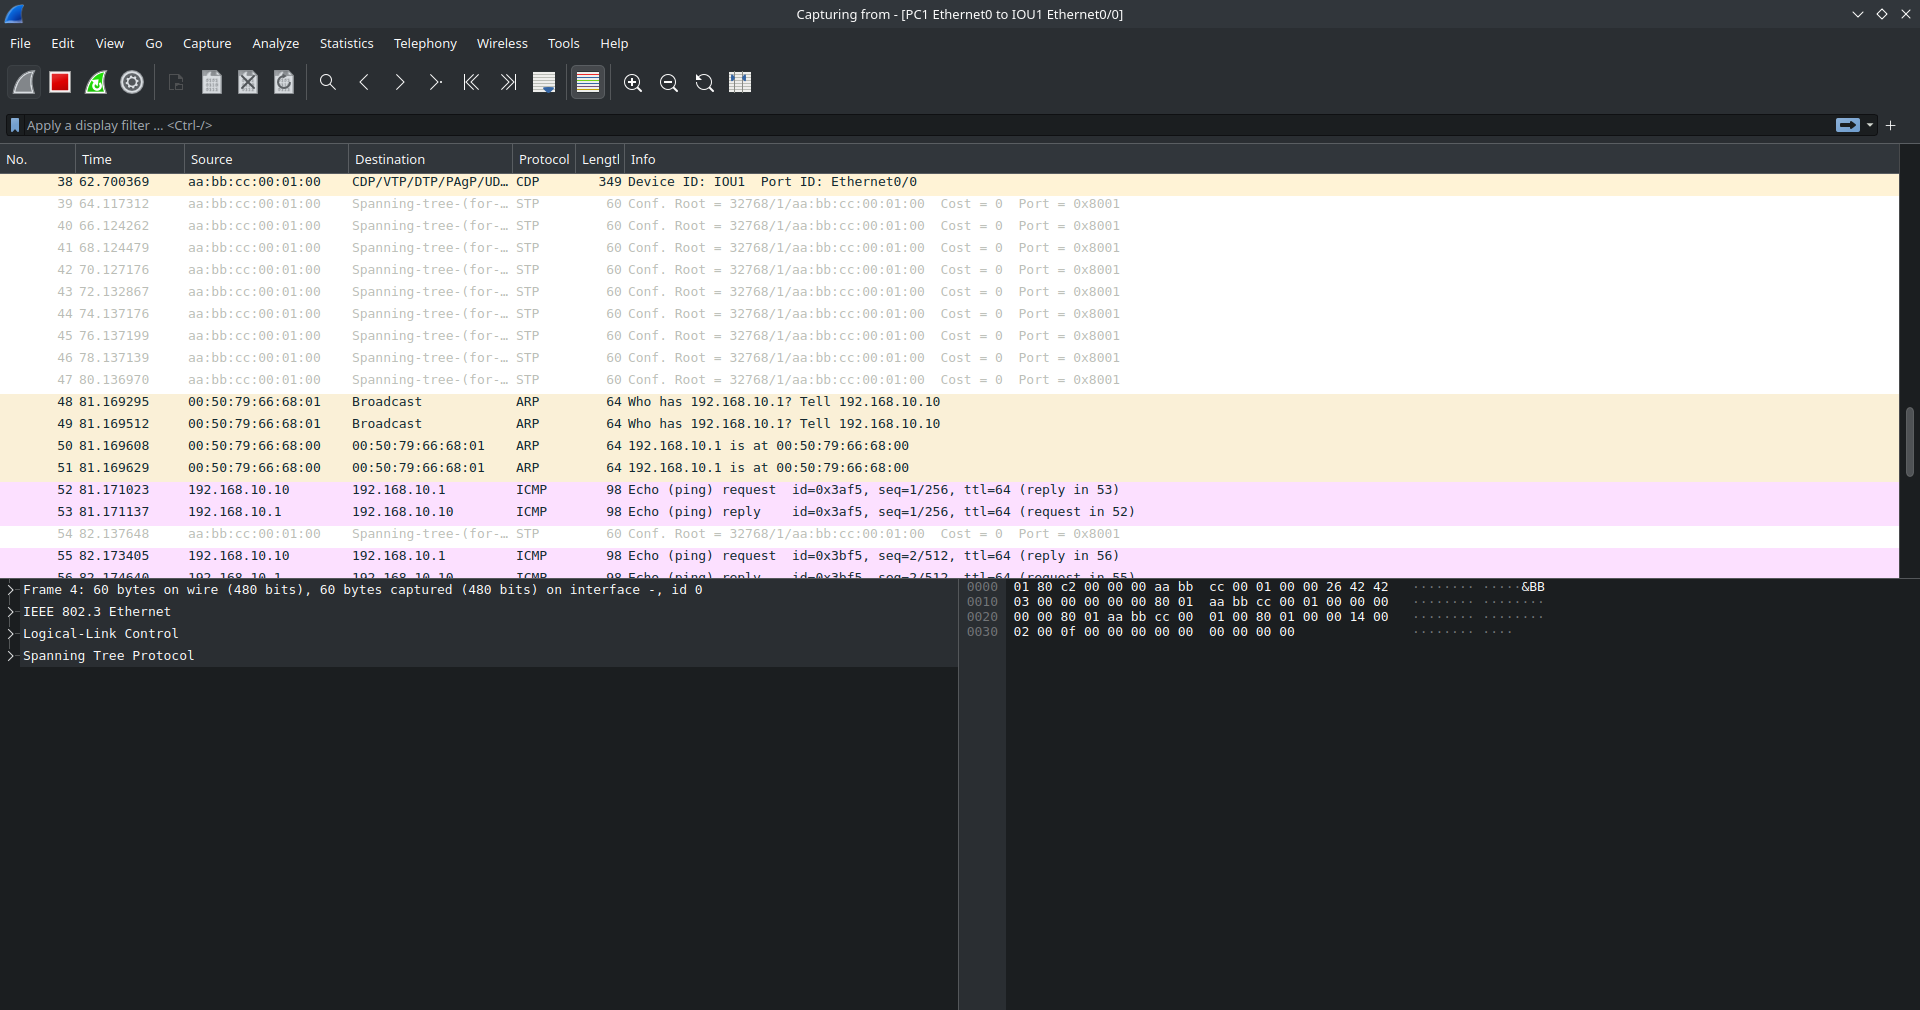 Capturing from - [PC1 Ethernet0 to IOU1 Ethernet0/0]
File Edit View Go Capture Analyze Statistics Telephony Wireless Tools Help
Apply a display filter ... <Ctrl-/>
No. Time Source Destination Protocol Lengtl Info
38 62.700369 aa:bb:cc:00:01:00 CDP/VTP/DTP/PAgP/UD… CDP 349 Device ID: IOU1 Port ID: Ethernet0/0
39 64.117312 aa:bb:cc:00:01:00 Spanning-tree-(for-… STP 60 Conf. Root = 32768/1/aa:bb:cc:00:01:00 Cost = 0 Port = 0x8001
40 66.124262 aa:bb:cc:00:01:00 Spanning-tree-(for-… STP 60 Conf. Root = 32768/1/aa:bb:cc:00:01:00 Cost = 0 Port = 0x8001
41 68.124479 aa:bb:cc:00:01:00 Spanning-tree-(for-… STP 60 Conf. Root = 32768/1/aa:bb:cc:00:01:00 Cost = 0 Port = 0x8001
42 70.127176 aa:bb:cc:00:01:00 Spanning-tree-(for-… STP 60 Conf. Root = 32768/1/aa:bb:cc:00:01:00 Cost = 0 Port = 0x8001
43 72.132867 aa:bb:cc:00:01:00 Spanning-tree-(for-… STP 60 Conf. Root = 32768/1/aa:bb:cc:00:01:00 Cost = 0 Port = 0x8001
44 74.137176 aa:bb:cc:00:01:00 Spanning-tree-(for-… STP 60 Conf. Root = 32768/1/aa:bb:cc:00:01:00 Cost = 0 Port = 0x8001
45 76.137199 aa:bb:cc:00:01:00 Spanning-tree-(for-… STP 60 Conf. Root = 32768/1/aa:bb:cc:00:01:00 Cost = 0 Port = 0x8001
46 78.137139 aa:bb:cc:00:01:00 Spanning-tree-(for-… STP 60 Conf. Root = 32768/1/aa:bb:cc:00:01:00 Cost = 0 Port = 0x8001
47 80.136970 aa:bb:cc:00:01:00 Spanning-tree-(for-… STP 60 Conf. Root = 32768/1/aa:bb:cc:00:01:00 Cost = 0 Port = 0x8001
48 81.169295 00:50:79:66:68:01 Broadcast ARP 64 Who has 192.168.10.1? Tell 192.168.10.10
49 81.169512 00:50:79:66:68:01 Broadcast ARP 64 Who has 192.168.10.1? Tell 192.168.10.10
50 81.169608 00:50:79:66:68:00 00:50:79:66:68:01 ARP 64 192.168.10.1 is at 00:50:79:66:68:00
51 81.169629 00:50:79:66:68:00 00:50:79:66:68:01 ARP 64 192.168.10.1 is at 00:50:79:66:68:00
52 81.171023 192.168.10.10 192.168.10.1 ICMP 98 Echo (ping) request id=0x3af5, seq=1/256, ttl=64 (reply in 53)
53 81.171137 192.168.10.1 192.168.10.10 ICMP 98 Echo (ping) reply id=0x3af5, seq=1/256, ttl=64 (request in 52)
54 82.137648 aa:bb:cc:00:01:00 Spanning-tree-(for-… STP 60 Conf. Root = 32768/1/aa:bb:cc:00:01:00 Cost = 0 Port = 0x8001
55 82.173405 192.168.10.10 192.168.10.1 ICMP 98 Echo (ping) request id=0x3bf5, seq=2/512, ttl=64 (reply in 56)
56 82.174640 192.168.10.1 192.168.10.10 ICMP 98 Echo (ping) reply id=0x3bf5, seq=2/512, ttl=64 (request in 55)
Frame 4: 60 bytes on wire (480 bits), 60 bytes captured (480 bits) on interface -, id 0
IEEE 802.3 Ethernet
Logical-Link Control
Spanning Tree Protocol
0000 01 80 c2 00 00 00 aa bb cc 00 01 00 00 26 42 42 ········ ·····&BB
0010 03 00 00 00 00 00 80 01 aa bb cc 00 01 00 00 00 ········ ········
0020 00 00 80 01 aa bb cc 00 01 00 80 01 00 00 14 00 ········ ········
0030 02 00 0f 00 00 00 00 00 00 00 00 00 ········ ····